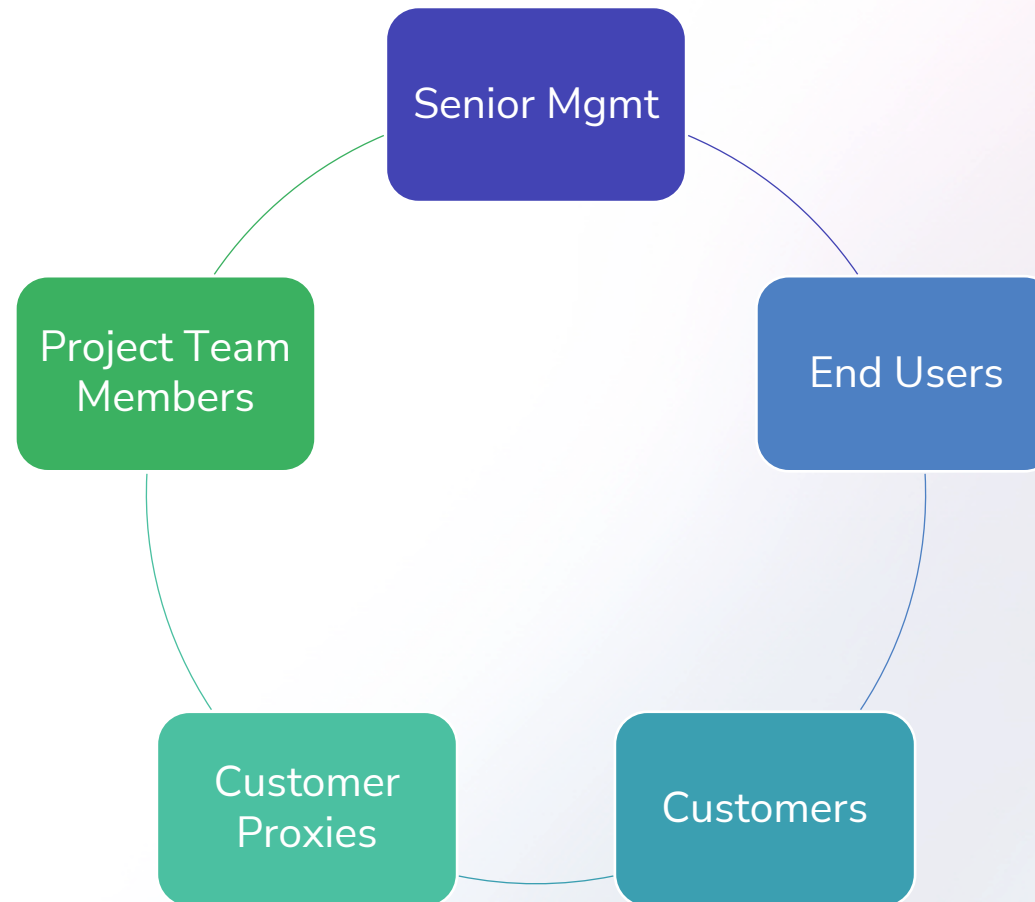 Senior Mgmt
Project Team
Members
End Users
Customer
Proxies
Customers